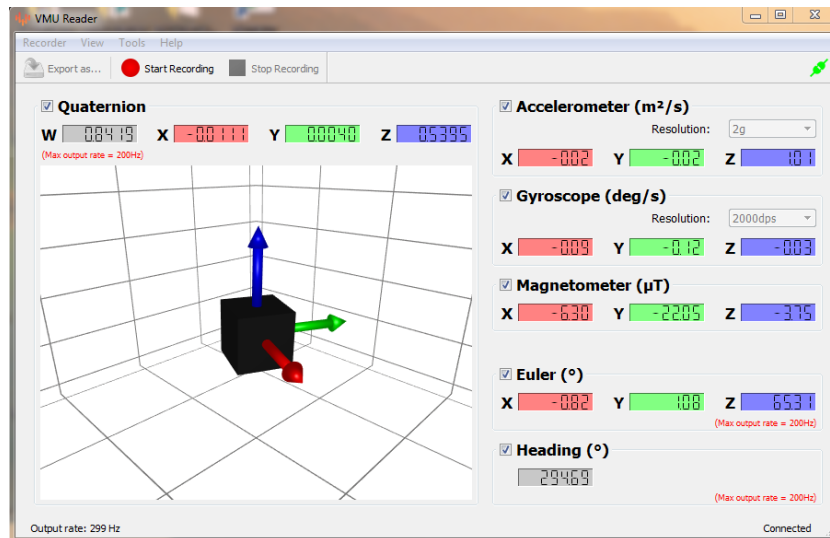 VMU Reader
Recorder View Tools Help
Export as... Start Recording Stop Recording
Quaternion
W 0.8419 X -0.0111 Y 0.0040 Z 0.5395
(Max output rate = 200Hz)
Accelerometer (m²/s)
Resolution: 2g
X -0.02 Y -0.02 Z 1.01
Gyroscope (deg/s)
Resolution: 2000dps
X -0.09 Y -0.12 Z -0.03
Magnetometer (µT)
X -6.30 Y -22.05 Z -3.75
Euler (°)
X -0.82 Y 1.08 Z 65.31
(Max output rate = 200Hz)
Heading (°)
294.69
(Max output rate = 200Hz)
Output rate: 299 Hz
Connected